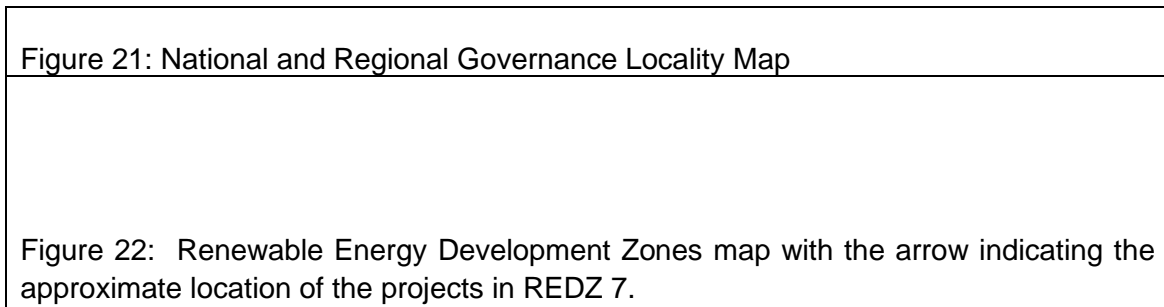 Figure 21: National and Regional Governance Locality Map
Figure 22: Renewable Energy Development Zones map with the arrow indicating the
approximate location of the projects in REDZ 7.